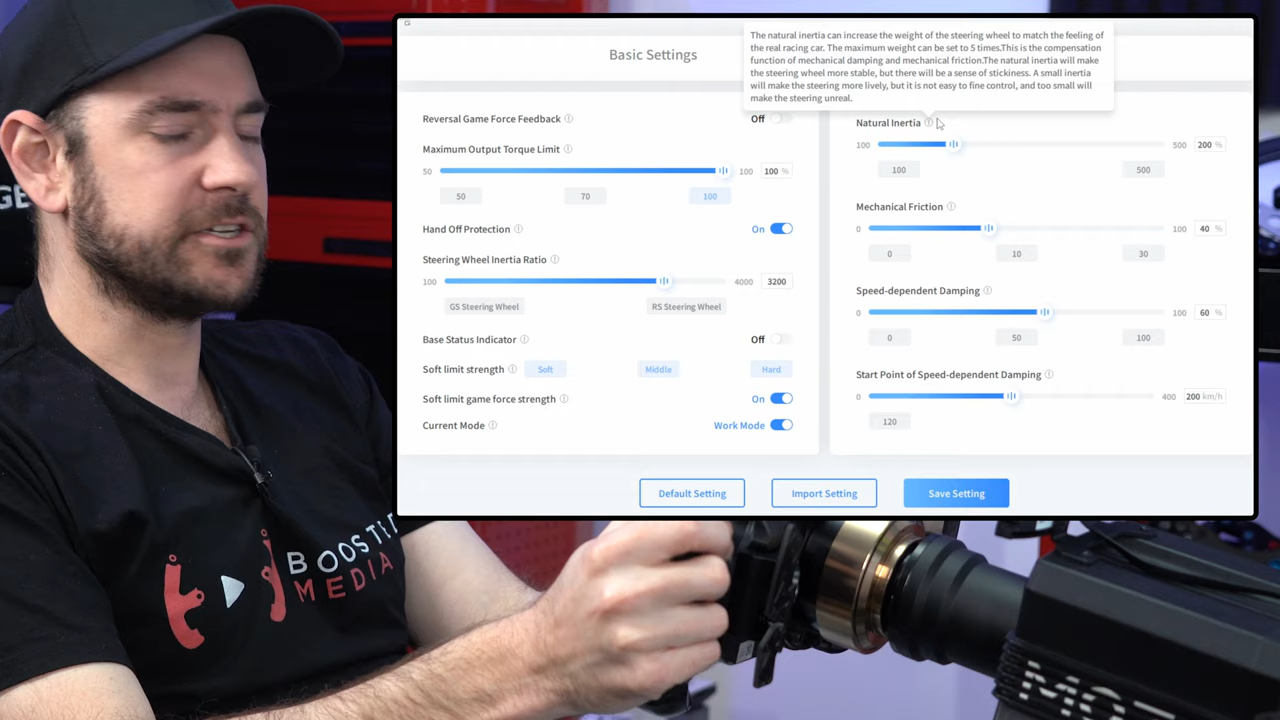 G
The natural inertia can increase the weight of the steering wheel to match the feeling of
the real racing car. The maximum weight can be set to 5 times.This is the compensation
function of mechanical damping and mechanical friction.The natural inertia will make
the steering wheel more stable, but there will be a sense of stickiness. A small inertia
will make the steering more lively, but it is not easy to fine control, and too small will
make the steering unreal.
Basic Settings
Reversal Game Force Feedback
Off
Maximum Output Torque Limit
50
100
100 %
50
70
100
Hand Off Protection
On
Steering Wheel Inertia Ratio
100
4000
3200
GS Steering Wheel
RS Steering Wheel
Base Status Indicator
Off
Soft limit strength
Soft
Middle
Hard
Soft limit game force strength
On
Current Mode
Work Mode
Natural Inertia
100
500
200 %
100
500
Mechanical Friction
0
100
40 %
0
10
30
Speed-dependent Damping
0
100
60 %
0
50
100
Start Point of Speed-dependent Damping
0
400
200 km/h
120
Default Setting
Import Setting
Save Setting
GE
BOOSTED
MEDIA